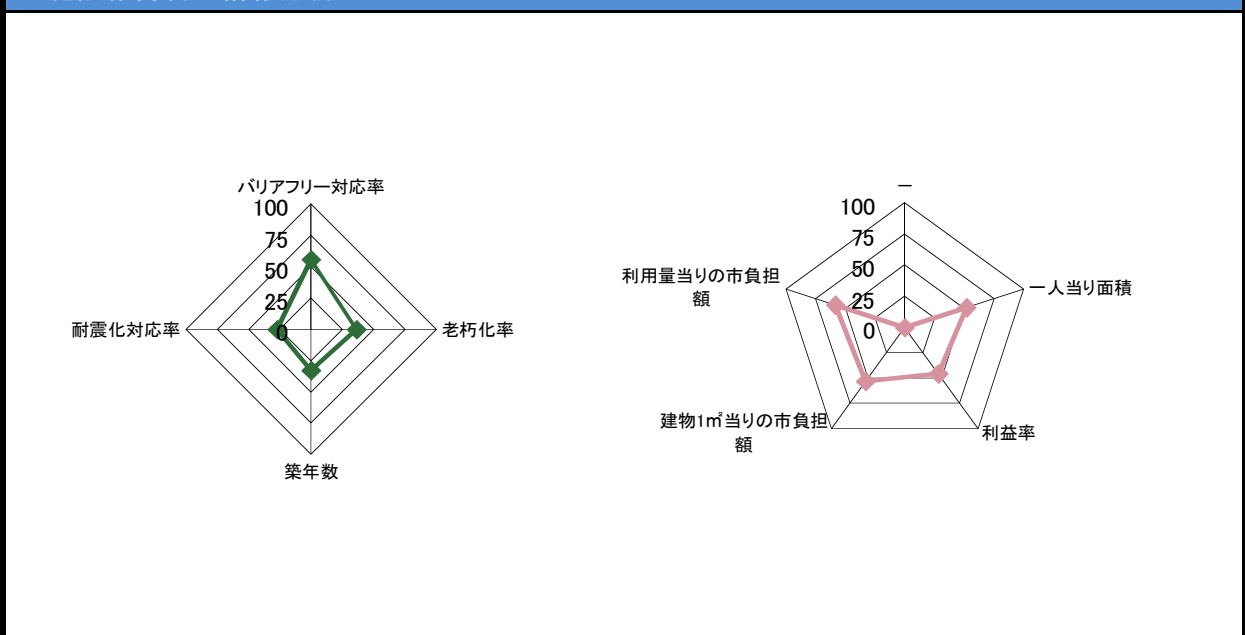 バリアフリー対応率
100
75
50
25
0
耐震化対応率
老朽化率
築年数
－
100
75
50
25
0
利用量当りの市負担
額
一人当り面積
建物1㎡当りの市負担
額
利益率